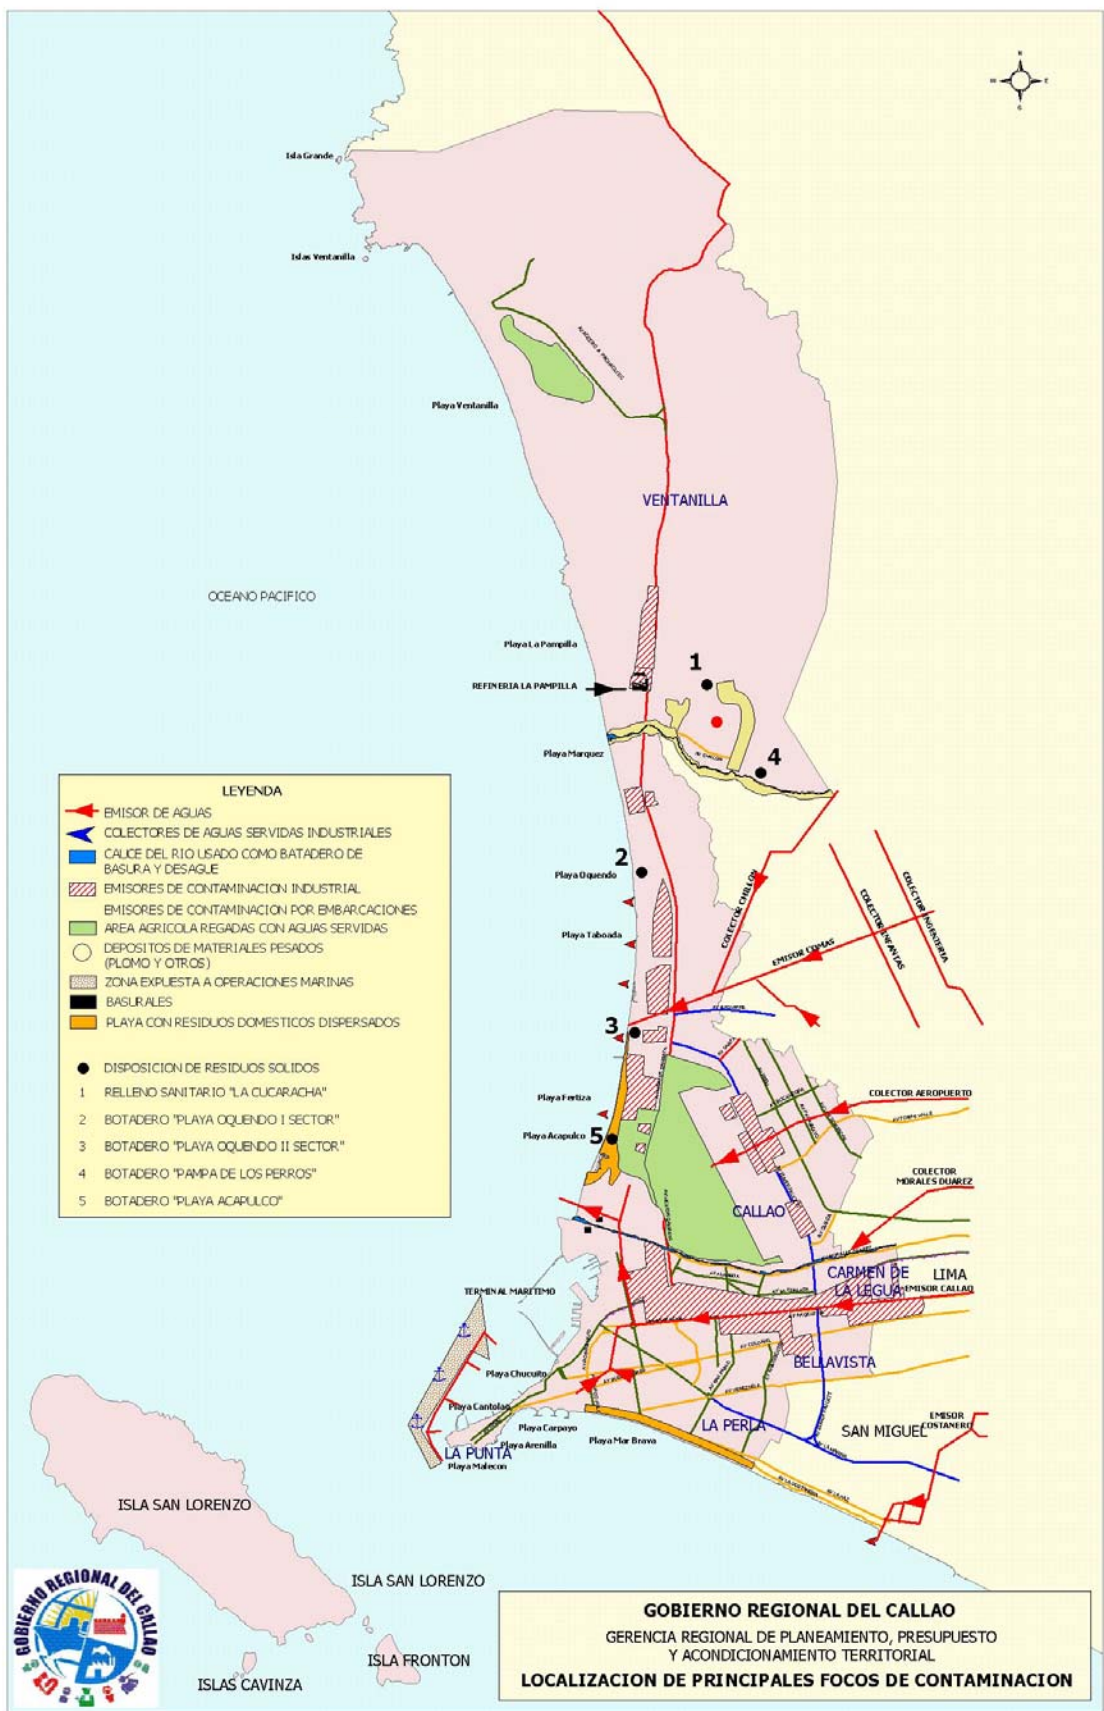 N
E
S
Isla Grande
Islas Ventanilla
Playa Ventanilla
VENTANILLA
OCEANO PACIFICO
Playa La Pampilla
1
REFINERIA LA PAMPILLA
Playa Marquez
4
LEYENDA
EMISOR DE AGUAS
COLECTORES DE AGUAS SERVIDAS INDUSTRIALES
CAUCE DEL RIO USADO COMO BATADERO DE
BASURA Y DESAGUE
EMISORES DE CONTAMINACION INDUSTRIAL
EMISORES DE CONTAMINACION POR EMBARCACIONES
AREA AGRICOLA REGADAS CON AGUAS SERVIDAS
DEPOSITOS DE MATERIALES PESADOS
(PLOMO Y OTROS)
ZONA EXPUESTA A OPERACIONES MARINAS
BASURALES
PLAYA CON RESIDUOS DOMESTICOS DISPERSADOS
DISPOSICION DE RESIDUOS SOLIDOS
1 RELLENO SANITARIO "LA CUCARACHA"
2 BOTADERO "PLAYA OQUENDO I SECTOR"
3 BOTADERO "PLAYA OQUENDO II SECTOR"
4 BOTADERO "PAMPA DE LOS PERROS"
5 BOTADERO "PLAYA ACAPULCO"
2
Playa Oquendo
COLECTOR CHILLON
COLECTOR INFANTAS
COLECTOR INGENIERIA
Playa Taboada
EMISOR COMAS
3
Playa Fertiza
COLECTOR AEROPUERTO
Playa Acapulco
5
COLECTOR
MORALES DUAREZ
CALLAO
CARMEN DE
LA LEGUA
LIMA
EMISOR CALLAO
TERMINAL MARITIMO
BELLAVISTA
Playa Chucuito
Playa Cantolao
Playa Carpayo
LA PERLA
SAN MIGUEL
EMISOR
COSTANERO
Playa Arenilla
Playa Mar Brava
LA PUNTA
Playa Malecon
ISLA SAN LORENZO
ISLA SAN LORENZO
ISLA FRONTON
ISLAS CAVINZA
GOBIERNO REGIONAL DEL CALLAO
GOBIERNO REGIONAL DEL CALLAO
GERENCIA REGIONAL DE PLANEAMIENTO, PRESUPUESTO
Y ACONDICIONAMIENTO TERRITORIAL
LOCALIZACION DE PRINCIPALES FOCOS DE CONTAMINACION